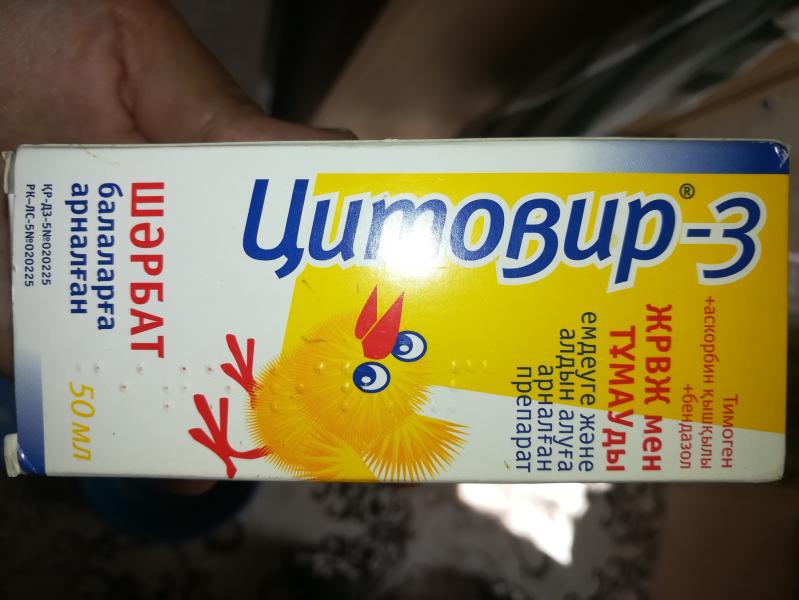 Цитовир®-3
Тимоген
+аскорбин қышқылы
+бендазол
ЖРВЖ мен
ТҰМАУДЫ
емдеуге және
алдын алуға
арналған
препарат
ШӘРБАТ
балаларға
арналған
50 мл
ҚР-ДЗ-5№020225
РК-ЛС-5№020225